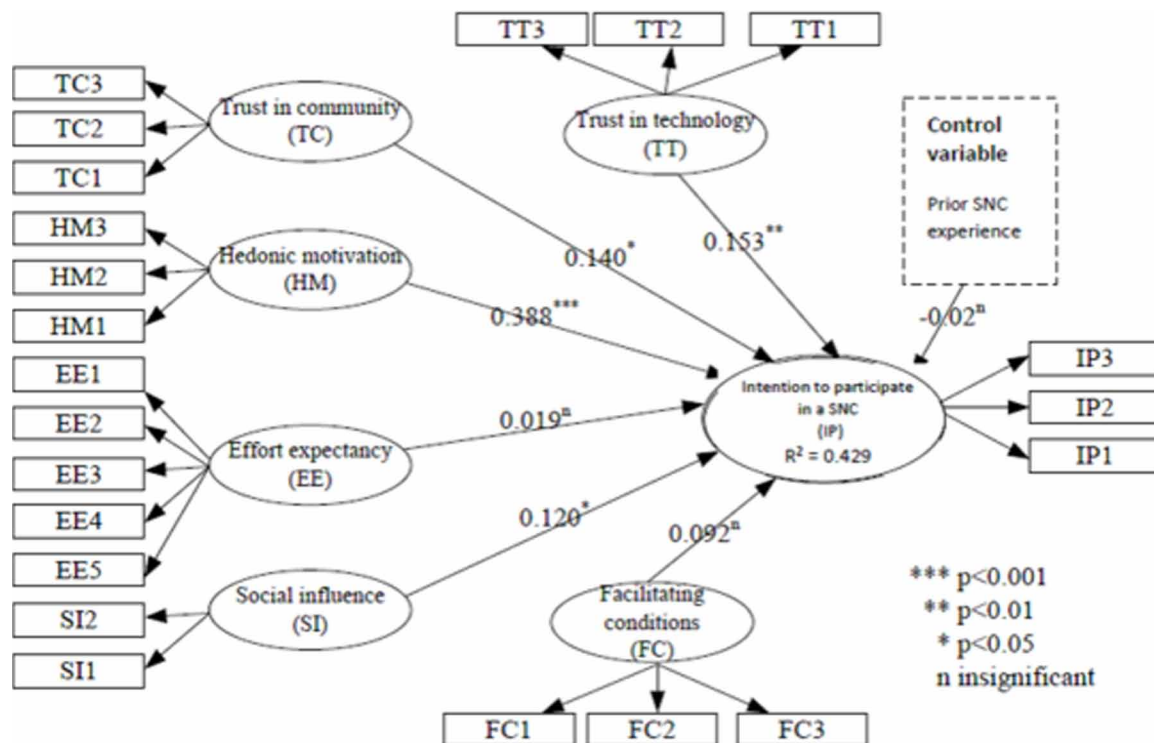 TT3
TT2
TT1
TC3
TC2
TC1
Trust in community
(TC)
Trust in technology
(TT)
Control
variable
Prior SNC
experience
HM3
HM2
HM1
Hedonic motivation
(HM)
0.140*
0.153**
0.388***
-0.02ⁿ
EE1
EE2
EE3
EE4
EE5
Effort expectancy
(EE)
0.019ⁿ
Intention to participate
in a SNC
(IP)
R² = 0.429
IP3
IP2
IP1
0.120*
0.092ⁿ
SI2
SI1
Social influence
(SI)
Facilitating
conditions
(FC)
FC1
FC2
FC3
*** p<0.001
** p<0.01
* p<0.05
n insignificant